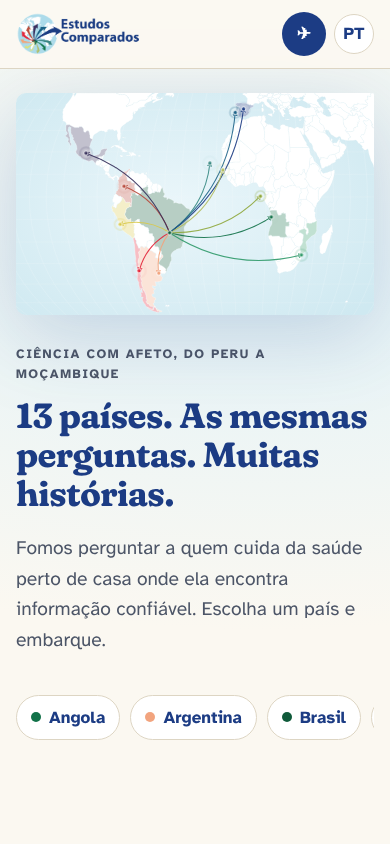 Estudos
Comparados
PT
CIÊNCIA COM AFETO, DO PERU A
MOÇAMBIQUE
13 países. As mesmas
perguntas. Muitas
histórias.
Fomos perguntar a quem cuida da saúde
perto de casa onde ela encontra
informação confiável. Escolha um país e
embarque.
Angola
Argentina
Brasil